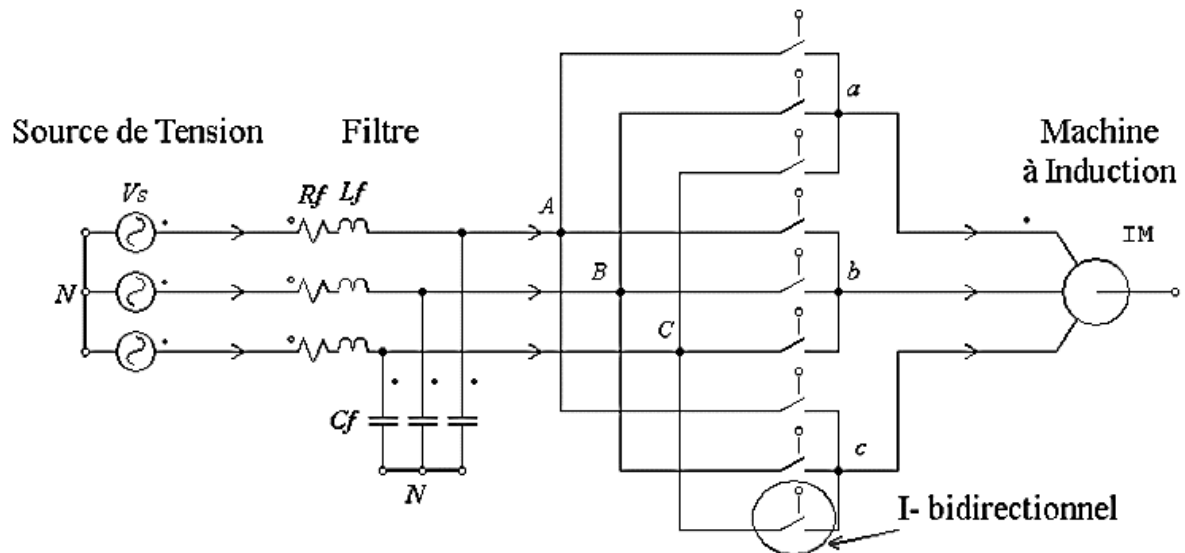 Source de Tension
Filtre
Machine
à Induction
Vs
Rf
Lf
A
a
IM
N
B
b
C
Cf
N
c
I- bidirectionnel